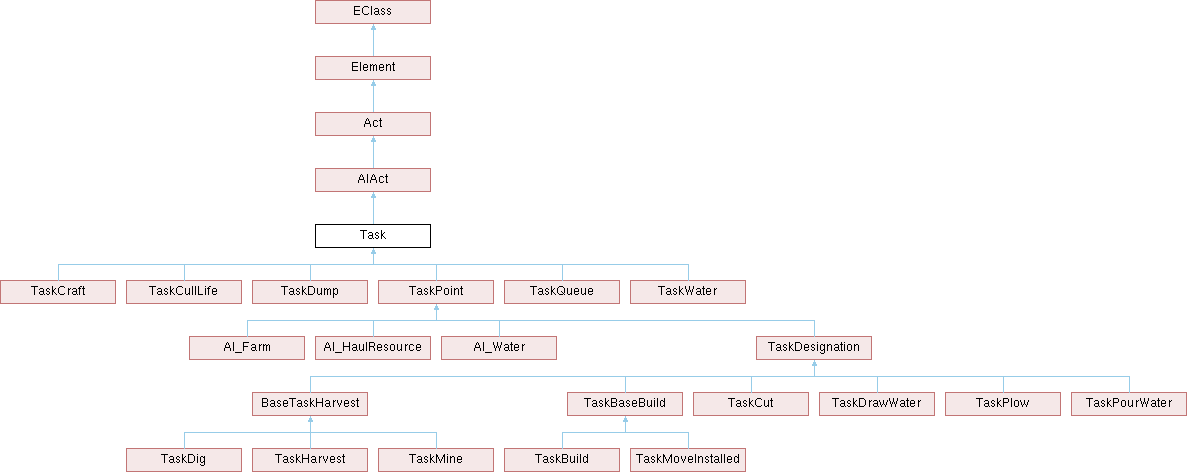 EClass
Element
Act
AIAct
Task
TaskCraft TaskCullLife TaskDump TaskPoint TaskQueue TaskWater
AI_Farm AI_HaulResource AI_Water TaskDesignation
BaseTaskHarvest TaskBaseBuild TaskCut TaskDrawWater TaskPlow TaskPourWater
TaskDig TaskHarvest TaskMine TaskBuild TaskMoveInstalled